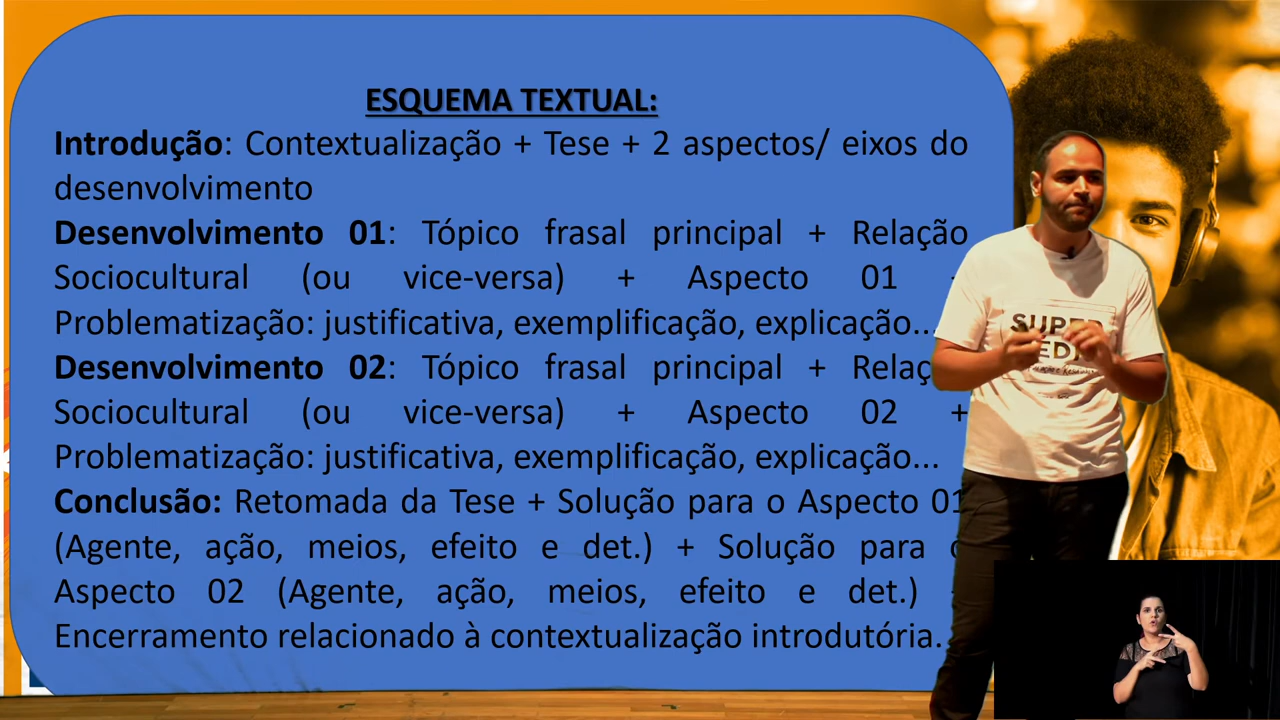 ESQUEMA TEXTUAL:
Introdução: Contextualização + Tese + 2 aspectos/ eixos do
desenvolvimento
Desenvolvimento 01: Tópico frasal principal + Relação
Sociocultural (ou vice-versa) + Aspecto 01
Problematização: justificativa, exemplificação, explicação...
Desenvolvimento 02: Tópico frasal principal +
Sociocultural (ou vice-versa) + Aspecto 02 +
Problematização: justificativa, exemplificação, explicação...
Conclusão: Retomada da Tese + Solução para o Aspecto 01
(Agente, ação, meios, efeito e det.) + Solução para
Aspecto 02 (Agente, ação, meios, efeito e det.)
Encerramento relacionado à contextualização introdutória.
SUPER